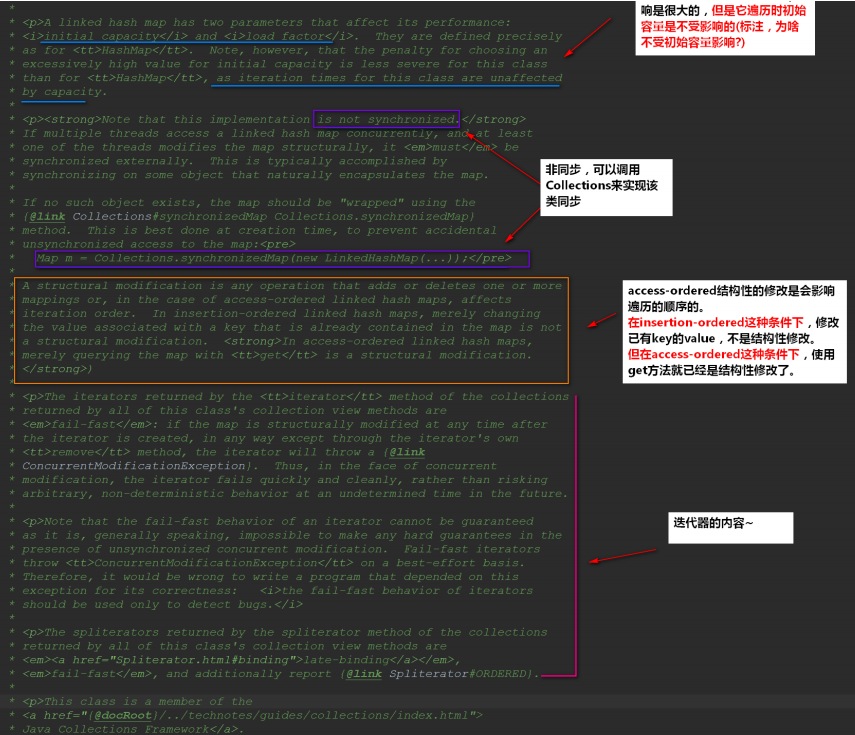 *
* <p>A linked hash map has two parameters that affect its performance:
* <i>initial capacity</i> and <i>load factor</i>.  They are defined precisely
* as for <tt>HashMap</tt>.  Note, however, that the penalty for choosing an
* excessively high value for initial capacity is less severe for this class
* than for <tt>HashMap</tt>, as iteration times for this class are unaffected
* by capacity.
*
响是很大的，但是它遍历时初始
容量是不受影响的(标注，为啥
不受初始容量影响?)
* <p><strong>Note that this implementation is not synchronized.</strong>
* If multiple threads access a linked hash map concurrently, and at least
* one of the threads modifies the map structurally, it <em>must</em> be
* synchronized externally.  This is typically accomplished by
* synchronizing on some object that naturally encapsulates the map.
*
* If no such object exists, the map should be "wrapped" using the
* {@link Collections#synchronizedMap Collections.synchronizedMap}
* method.  This is best done at creation time, to prevent accidental
* unsynchronized access to the map:<pre>
*   Map m = Collections.synchronizedMap(new LinkedHashMap(...));</pre>
*
非同步，可以调用
Collections来实现该
类同步
* A structural modification is any operation that adds or deletes one or more
* mappings or, in the case of access-ordered linked hash maps, affects
* iteration order.  In insertion-ordered linked hash maps, merely changing
* the value associated with a key that is already contained in the map is not
* a structural modification.  <strong>In access-ordered linked hash maps,
* merely querying the map with <tt>get</tt> is a structural modification.
* </strong>)
*
access-ordered结构性的修改是会影响
遍历的顺序的。
在insertion-ordered这种条件下，修改
已有key的value，不是结构性修改。
但在access-ordered这种条件下，使用
get方法就已经是结构性修改了。
* <p>The iterators returned by the <tt>iterator</tt> method of the collections
* returned by all of this class's collection view methods are
* <em>fail-fast</em>: if the map is structurally modified at any time after
* the iterator is created, in any way except through the iterator's own
* <tt>remove</tt> method, the iterator will throw a {@link
* ConcurrentModificationException}.  Thus, in the face of concurrent
* modification, the iterator fails quickly and cleanly, rather than risking
* arbitrary, non-deterministic behavior at an undetermined time in the future.
*
* <p>Note that the fail-fast behavior of an iterator cannot be guaranteed
* as it is, generally speaking, impossible to make any hard guarantees in the
* presence of unsynchronized concurrent modification.  Fail-fast iterators
* throw <tt>ConcurrentModificationException</tt> on a best-effort basis.
* Therefore, it would be wrong to write a program that depended on this
* exception for its correctness:   <i>the fail-fast behavior of iterators
* should be used only to detect bugs.</i>
*
迭代器的内容~
* <p>The spliterators returned by the spliterator method of the collections
* returned by all of this class's collection view methods are
* <em><a href="Spliterator.html#binding">late-binding</a></em>,
* <em>fail-fast</em>, and additionally report {@link Spliterator#ORDERED}.
*
* <p>This class is a member of the
* <a href="{@docRoot}/../technotes/guides/collections/index.html">
* Java Collections Framework</a>.